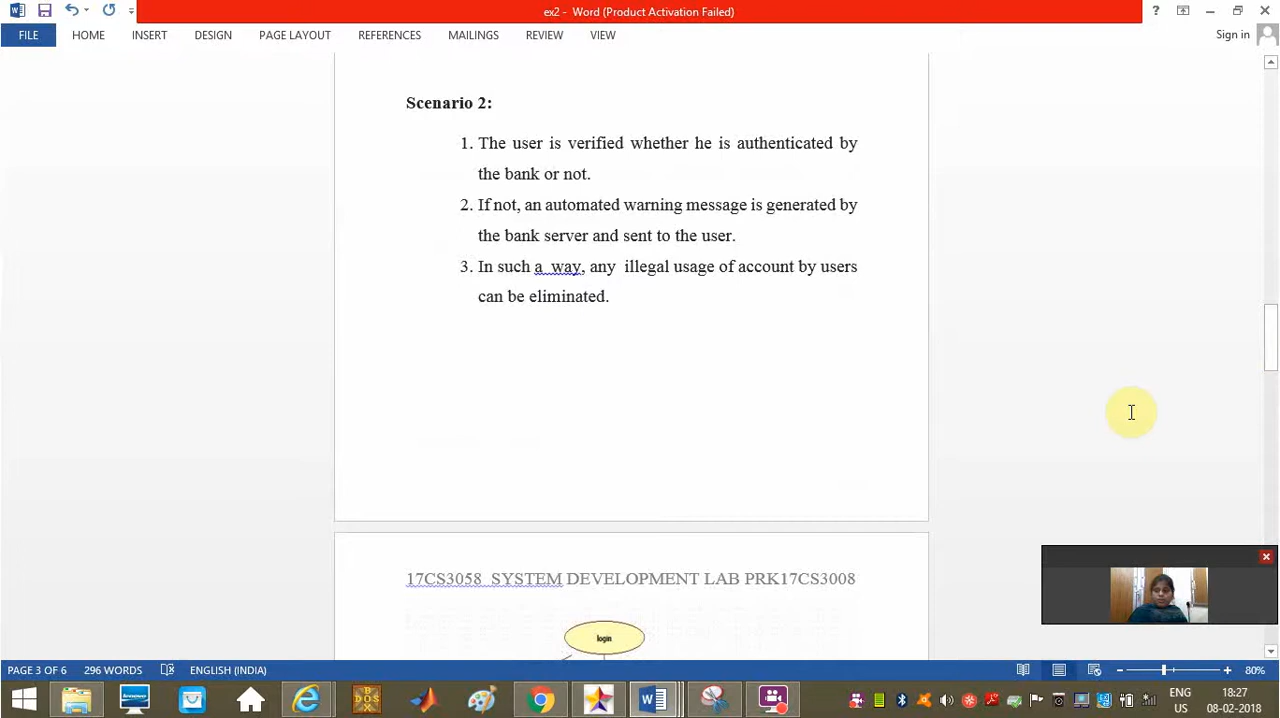 ex2 - Word (Product Activation Failed)
FILE HOME INSERT DESIGN PAGE LAYOUT REFERENCES MAILINGS REVIEW VIEW Sign in
Scenario 2:
1. The user is verified whether he is authenticated by
the bank or not.
2. If not, an automated warning message is generated by
the bank server and sent to the user.
3. In such a way, any illegal usage of account by users
can be eliminated.
17CS3058 SYSTEM DEVELOPMENT LAB PRK17CS3008
login
PAGE 3 OF 6 296 WORDS ENGLISH (INDIA) 80%
ENG 18:27
US 08-02-2018